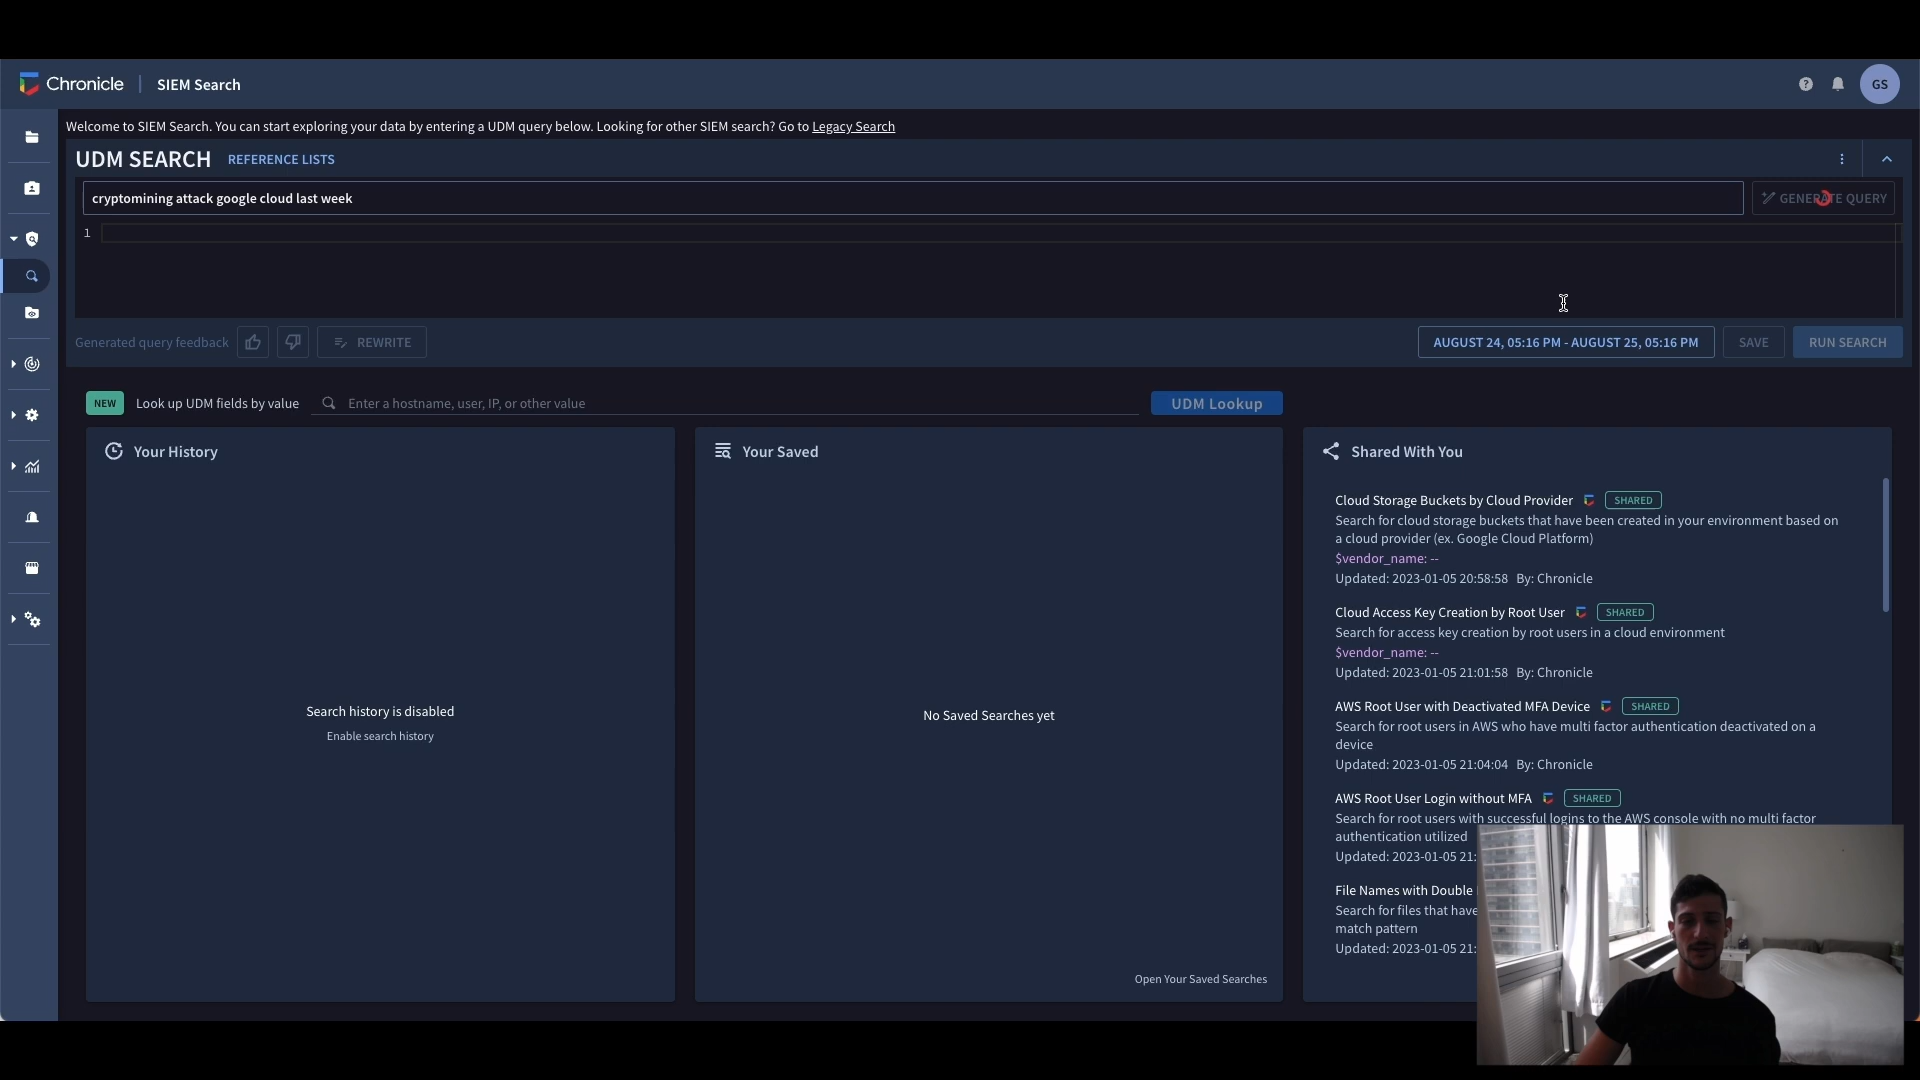 Chronicle
SIEM Search
GS
Welcome to SIEM Search. You can start exploring your data by entering a UDM query below. Looking for other SIEM search? Go to Legacy Search
UDM SEARCH
REFERENCE LISTS
cryptomining attack google cloud last week
GENERATE QUERY
1
Generated query feedback
REWRITE
AUGUST 24, 05:16 PM - AUGUST 25, 05:16 PM
SAVE
RUN SEARCH
NEW
Look up UDM fields by value
Enter a hostname, user, IP, or other value
UDM Lookup
Your History
Search history is disabled
Enable search history
Your Saved
No Saved Searches yet
Open Your Saved Searches
Shared With You
Cloud Storage Buckets by Cloud Provider SHARED
Search for cloud storage buckets that have been created in your environment based on
a cloud provider (ex. Google Cloud Platform)
$vendor_name: --
Updated: 2023-01-05 20:58:58 By: Chronicle
Cloud Access Key Creation by Root User SHARED
Search for access key creation by root users in a cloud environment
$vendor_name: --
Updated: 2023-01-05 21:01:58 By: Chronicle
AWS Root User with Deactivated MFA Device SHARED
Search for root users in AWS who have multi factor authentication deactivated on a
device
Updated: 2023-01-05 21:04:04 By: Chronicle
AWS Root User Login without MFA SHARED
Search for root users with successful logins to the AWS console with no multi factor
authentication utilized
Updated: 2023-01-05 21:
File Names with Double
Search for files that have
match pattern
Updated: 2023-01-05 21: